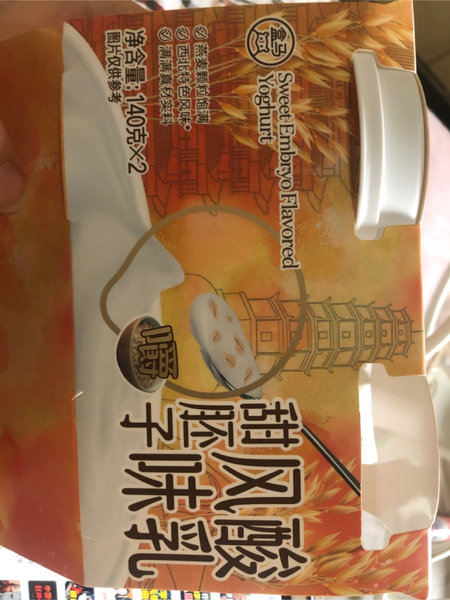 盒马
Sweet Embryo Flavored
Yoghurt
燕麦颗粒饱满
西北特色风味*
满满真材实料
净含量: 140克×2
图片仅供参考
嚼
甜胚子
风味
酸乳